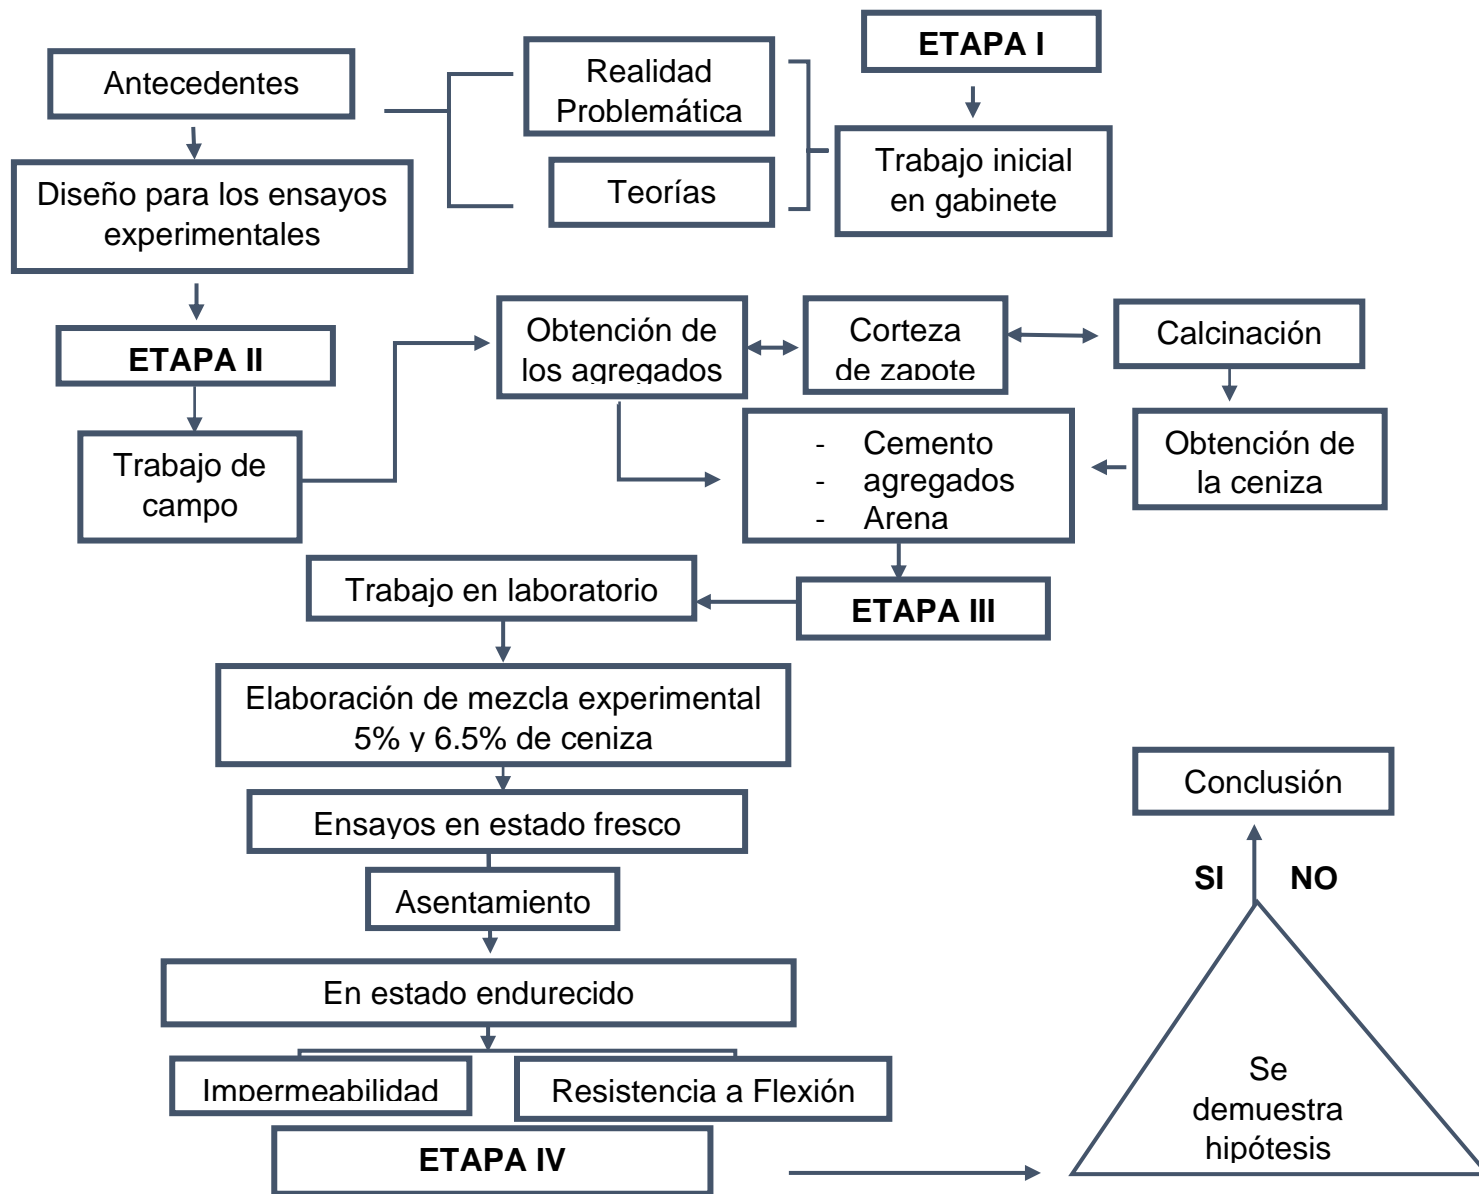 ETAPA I
Antecedentes
Realidad
Problemática
Teorías
Trabajo inicial
en gabinete
Diseño para los ensayos
experimentales
ETAPA II
Trabajo de
campo
Obtención de
los agregados
Corteza
de zapote
Calcinación
Obtención de
la ceniza
- Cemento
- agregados
- Arena
ETAPA III
Trabajo en laboratorio
Elaboración de mezcla experimental
5% y 6.5% de ceniza
Ensayos en estado fresco
Asentamiento
En estado endurecido
Impermeabilidad
Resistencia a Flexión
ETAPA IV
Conclusión
SI NO
Se
demuestra
hipótesis